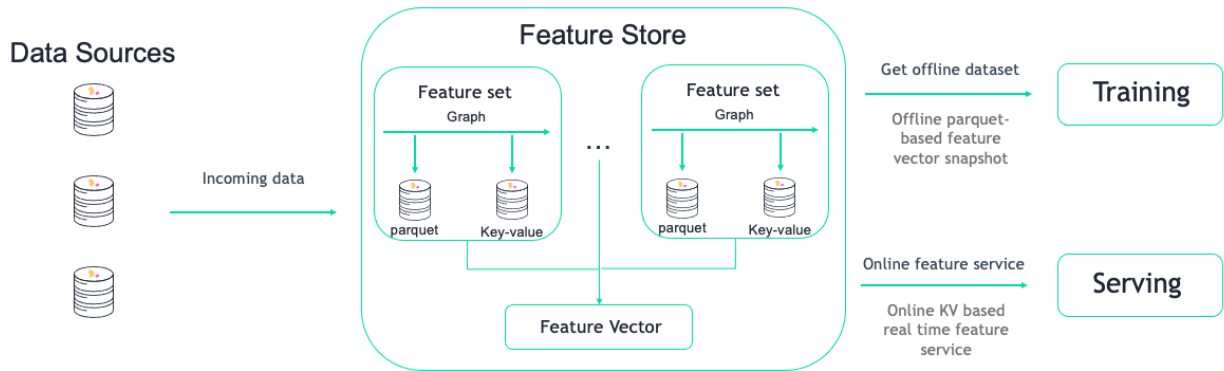 Data Sources
Incoming data
Feature Store
Feature set
Graph
parquet
Key-value
...
Feature set
Graph
parquet
Key-value
Feature Vector
Get offline dataset
Offline parquet-
based feature
vector snapshot
Training
Online feature service
Online KV based
real time feature
service
Serving